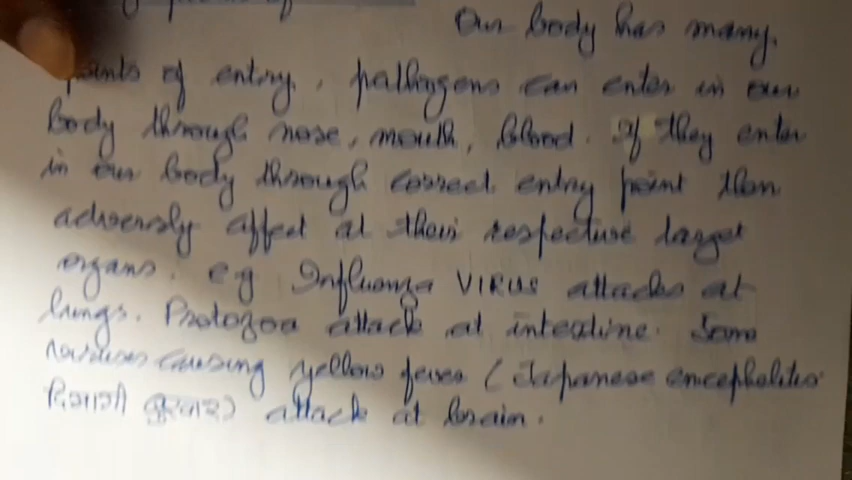 Our body has many
points of entry, pathogens can enter in our
body through nose, mouth, blood. If they enter
in our body through correct entry point then
adversly affect at their respective target
organs. eg Influenza VIRUS attacks at
lungs. Protozoa attack at intestine. Some
viruses causing yellow fever (Japanese encephalites
दिमागी बुखार) attack at brain.